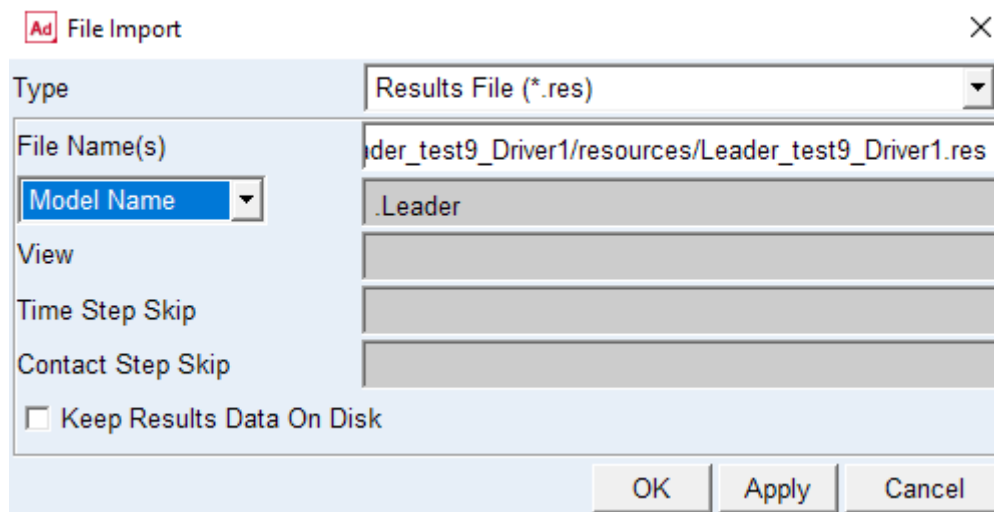 Ad File Import
Type Results File (*.res)
File Name(s) der_test9_Driver1/resources/Leader_test9_Driver1.res
Model Name .Leader
View
Time Step Skip
Contact Step Skip
Keep Results Data On Disk
OK Apply Cancel